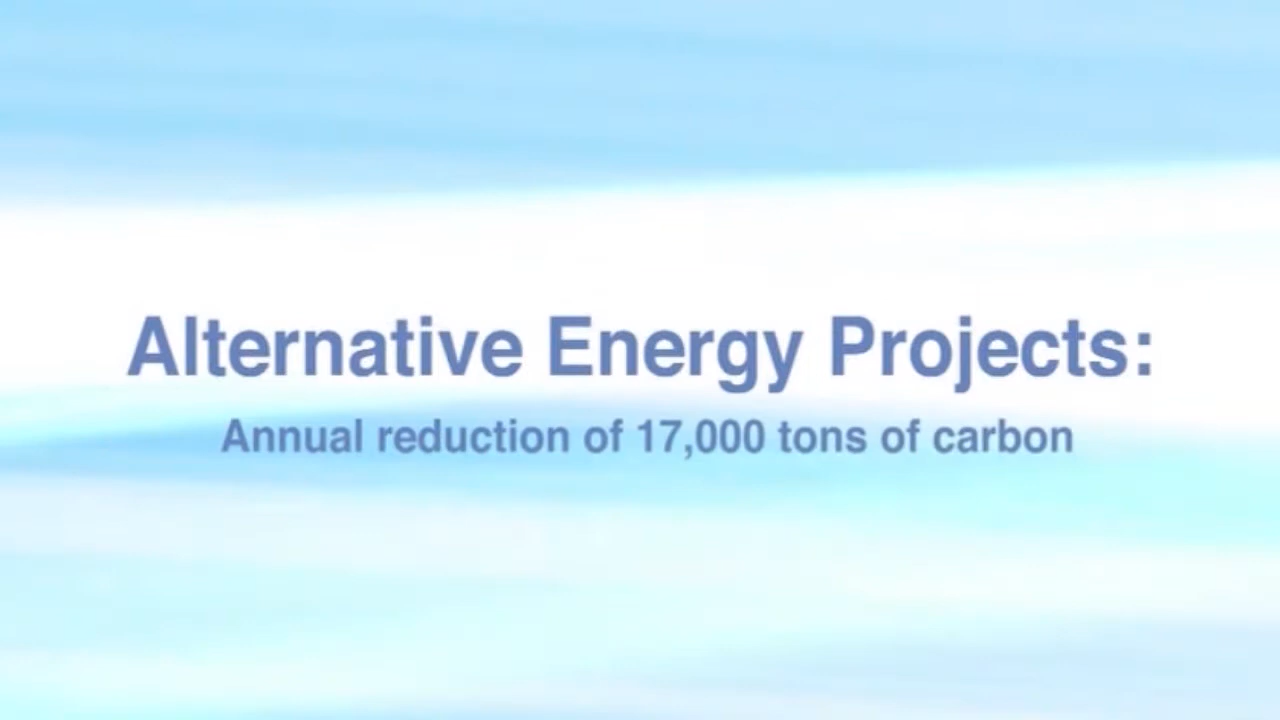 Alternative Energy Projects:
Annual reduction of 17,000 tons of carbon